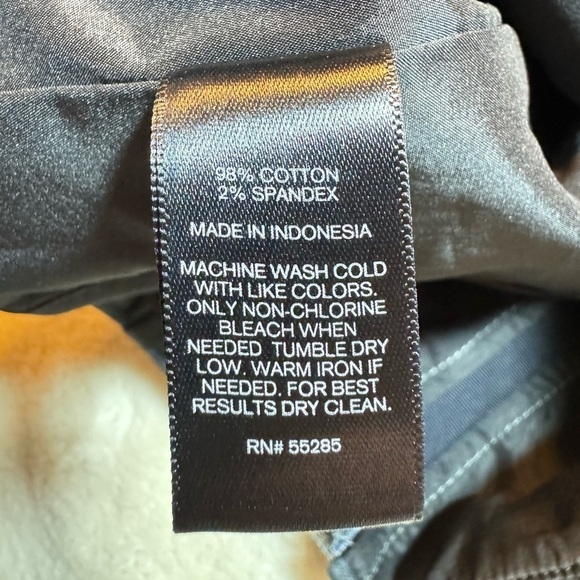 98% COTTON
2% SPANDEX
MADE IN INDONESIA
MACHINE WASH COLD
WITH LIKE COLORS.
ONLY NON-CHLORINE
BLEACH WHEN
NEEDED TUMBLE DRY
LOW. WARM IRON IF
NEEDED. FOR BEST
RESULTS DRY CLEAN.
RN# 55285